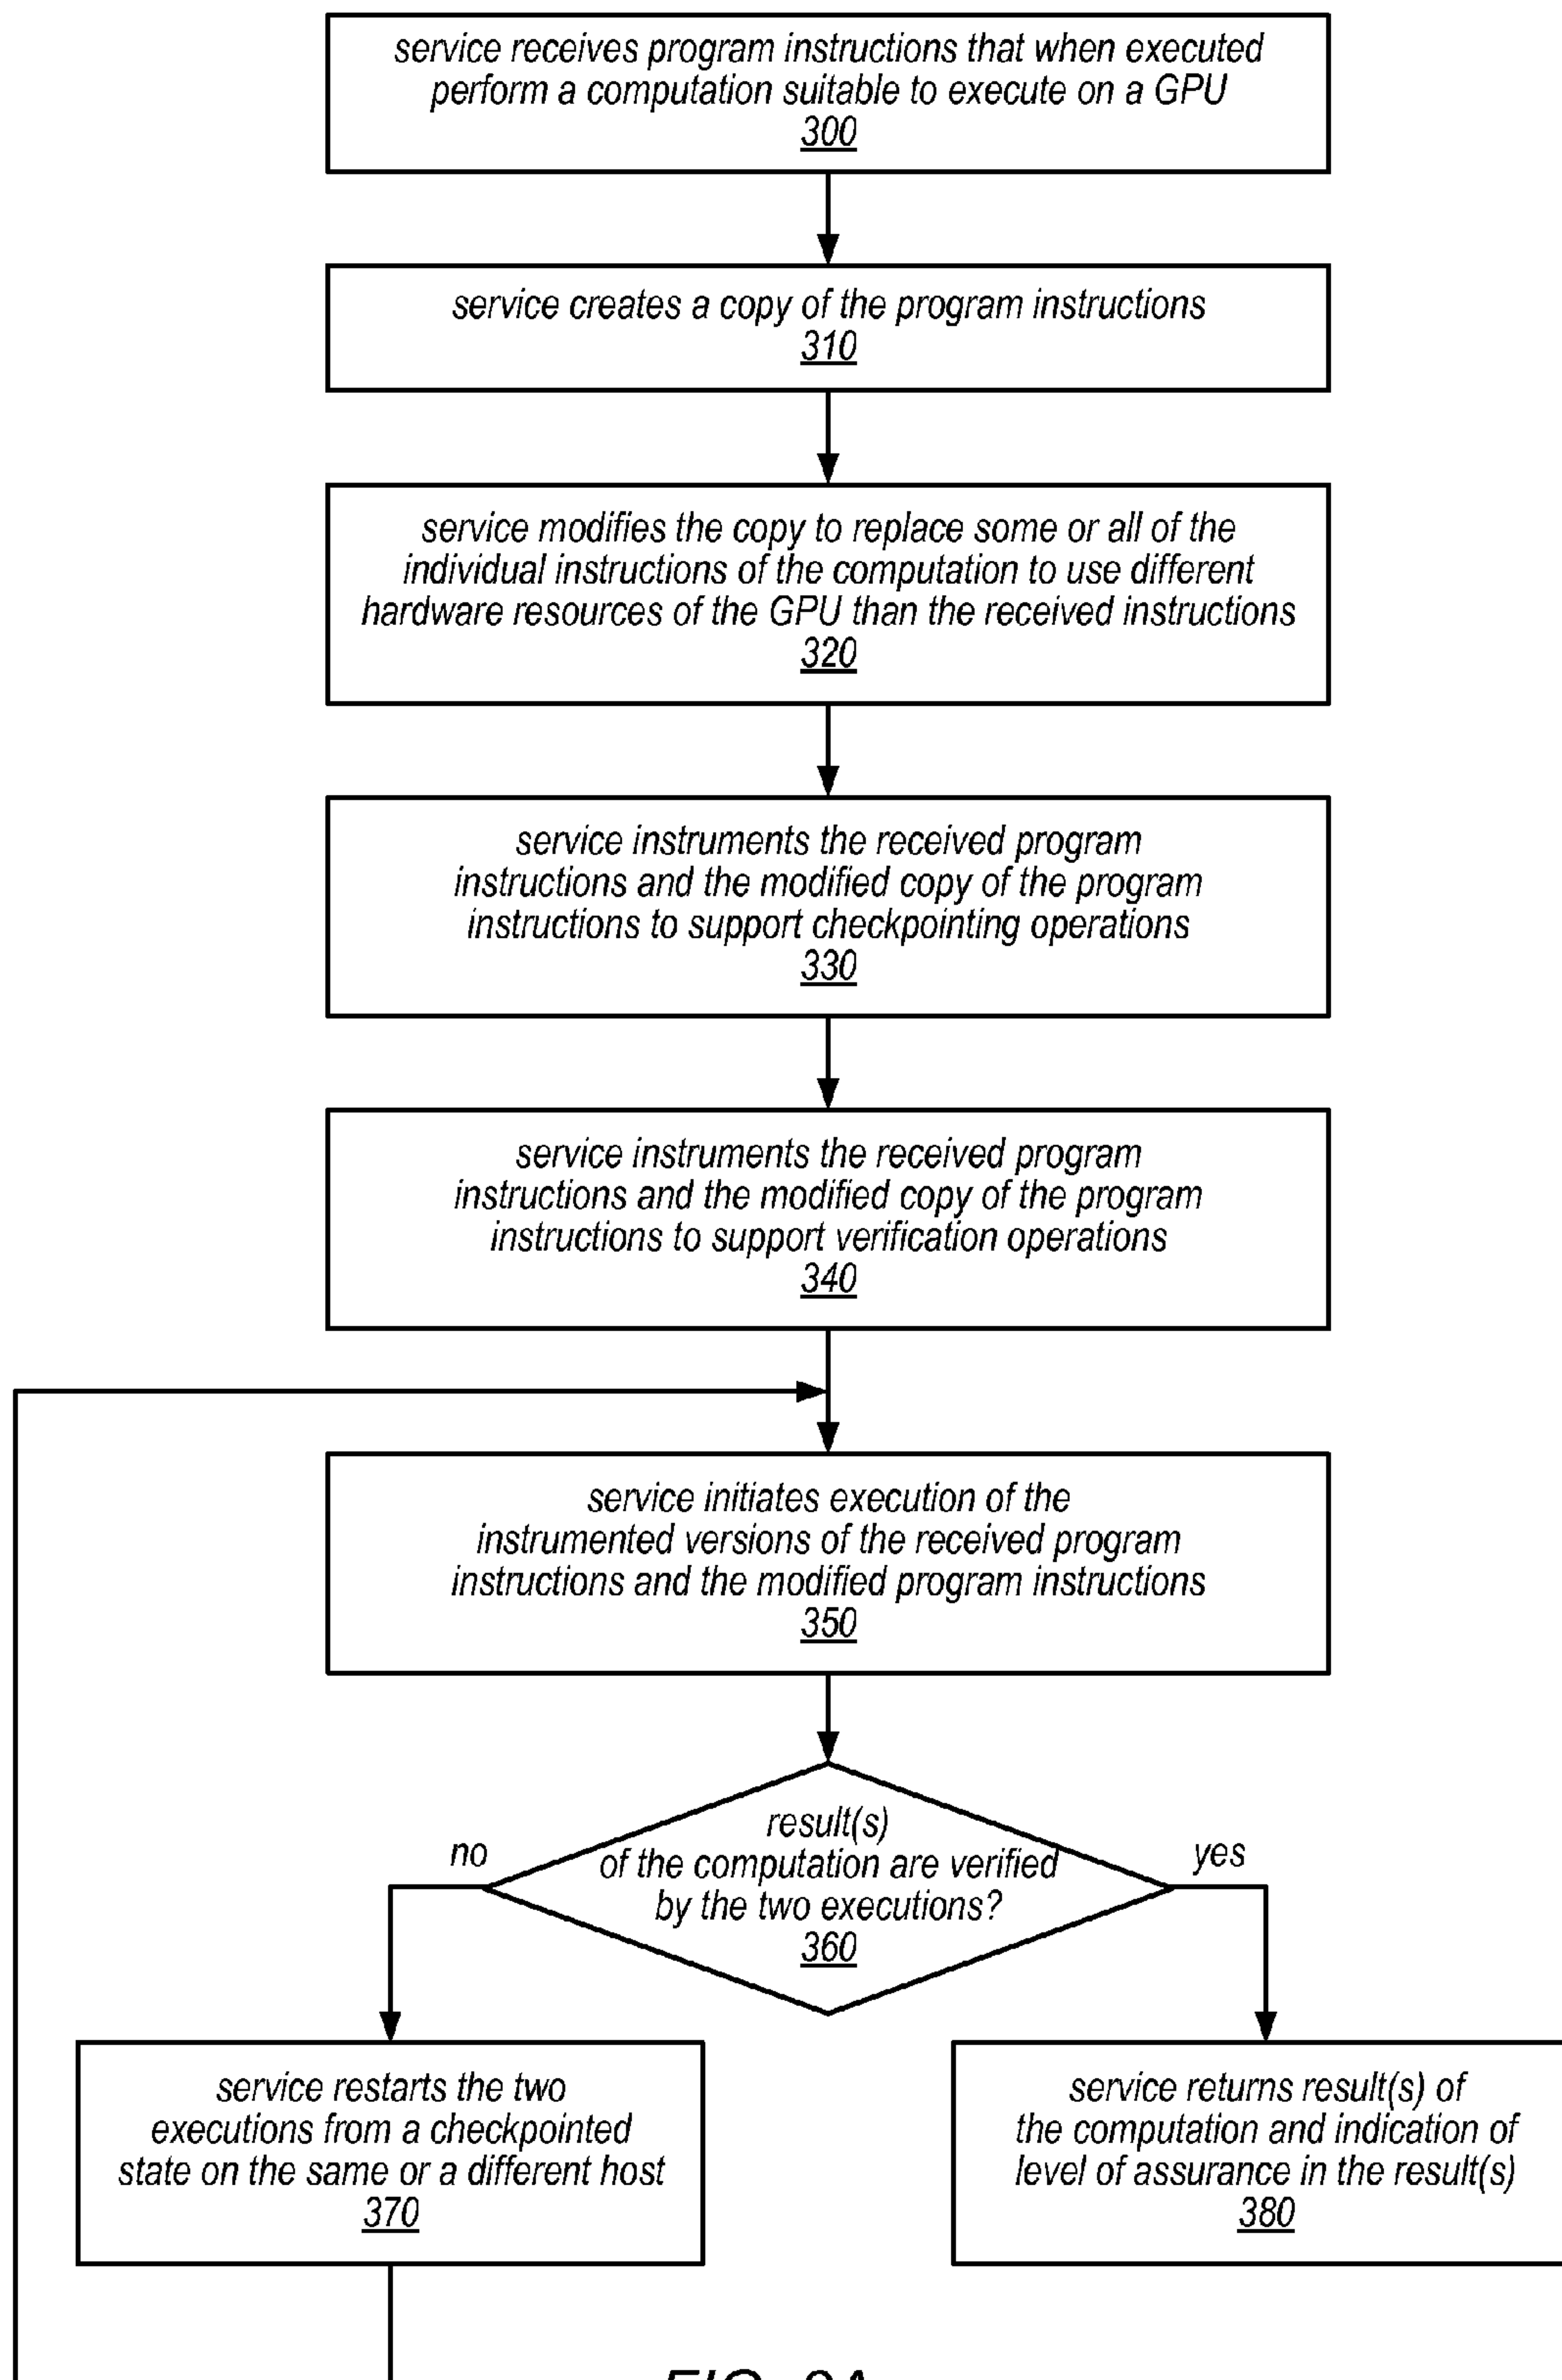 service receives program instructions that when executed
perform a computation suitable to execute on a GPU
300
service creates a copy of the program instructions
310
service modifies the copy to replace some or all of the
individual instructions of the computation to use different
hardware resources of the GPU than the received instructions
320
service instruments the received program
instructions and the modified copy of the program
instructions to support checkpointing operations
330
service instruments the received program
instructions and the modified copy of the program
instructions to support verification operations
340
service initiates execution of the
instrumented versions of the received program
instructions and the modified program instructions
350
result(s)
of the computation are verified
by the two executions?
360
no
yes
service restarts the two
executions from a checkpointed
state on the same or a different host
370
service returns result(s) of
the computation and indication of
level of assurance in the result(s)
380